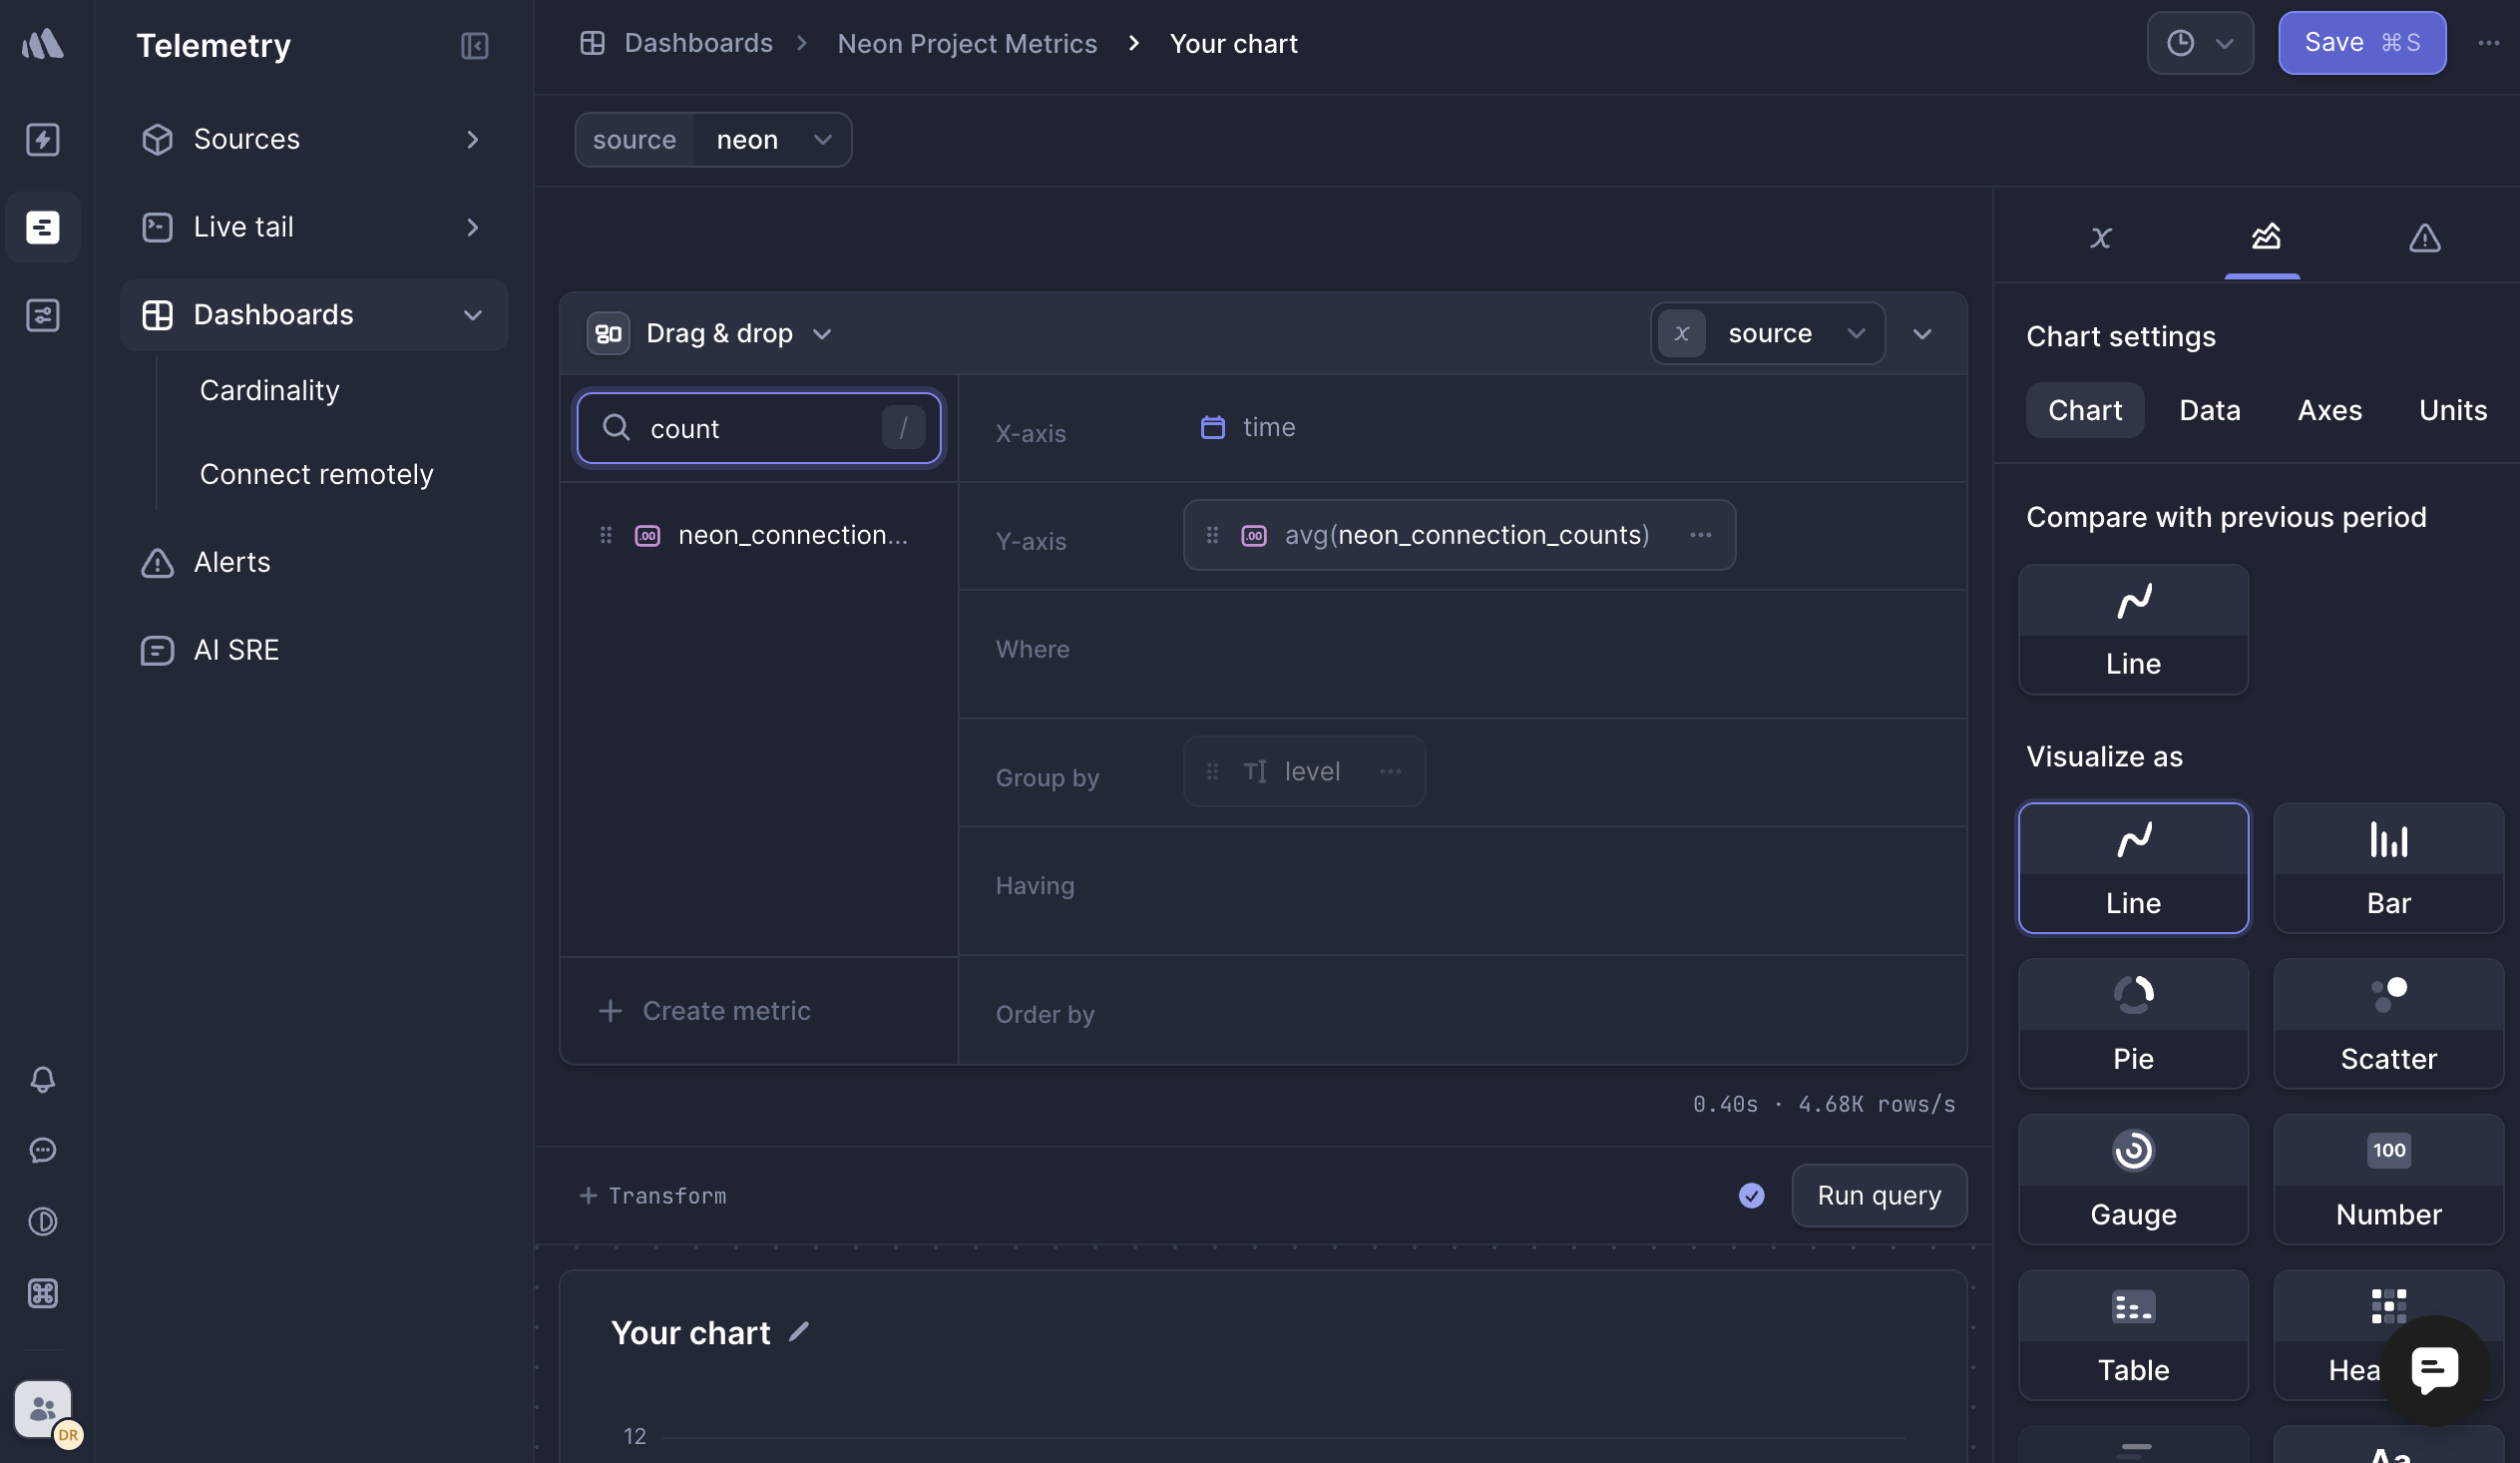 Telemetry
Sources
Live tail
Dashboards
Cardinality
Connect remotely
Alerts
AI SRE
DR
Dashboards
Neon Project Metrics
Your chart
Save ⌘S
source neon
Drag & drop
x source
count /
neon_connection...
Create metric
X-axis time
Y-axis .00 avg(neon_connection_counts)
Where
Group by level
Having
Order by
0.40s · 4.68K rows/s
+ Transform
Run query
Your chart
12
Chart settings
Chart Data Axes Units
Compare with previous period
Line
Visualize as
Line Bar
Pie Scatter
100
Gauge Number
Table Hea
Aa